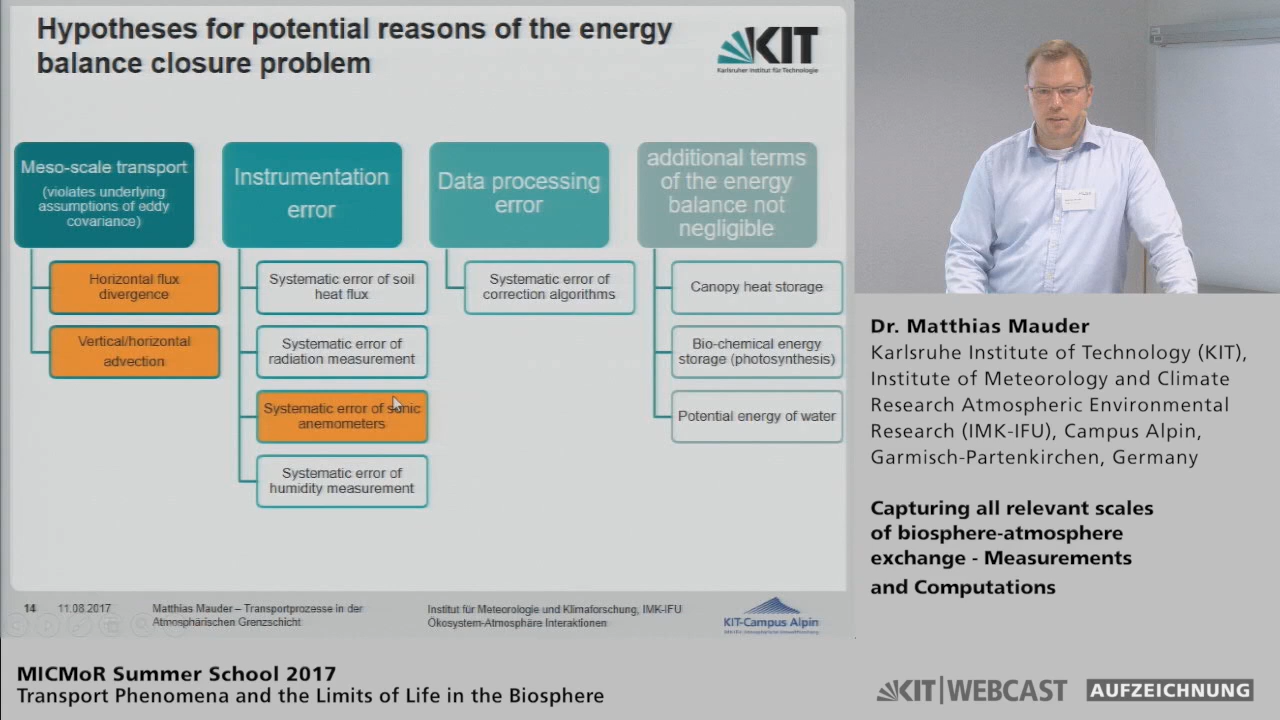 Hypotheses for potential reasons of the energy
balance closure problem
KIT
Karlsruher Institut für Technologie
Meso-scale transport
(violates underlying
assumptions of eddy
covariance)
Horizontal flux
divergence
Vertical/horizontal
advection
Instrumentation
error
Systematic error of soil
heat flux
Systematic error of
radiation measurement
Systematic error of sonic
anemometers
Systematic error of
humidity measurement
Data processing
error
Systematic error of
correction algorithms
additional terms
of the energy
balance not
negligible
Canopy heat storage
Bio-chemical energy
storage (photosynthesis)
Potential energy of water
14 11.08.2017
Matthias Mauder – Transportprozesse in der
Atmosphärischen Grenzschicht
Institut für Meteorologie und Klimaforschung, IMK-IFU
Ökosystem-Atmosphäre Interaktionen
KIT-Campus Alpin
Dr. Matthias Mauder
Karlsruhe Institute of Technology (KIT),
Institute of Meteorology and Climate
Research Atmospheric Environmental
Research (IMK-IFU), Campus Alpin,
Garmisch-Partenkirchen, Germany
Capturing all relevant scales
of biosphere-atmosphere
exchange - Measurements
and Computations
MICMoR Summer School 2017
Transport Phenomena and the Limits of Life in the Biosphere
KIT|WEBCAST AUFZEICHNUNG